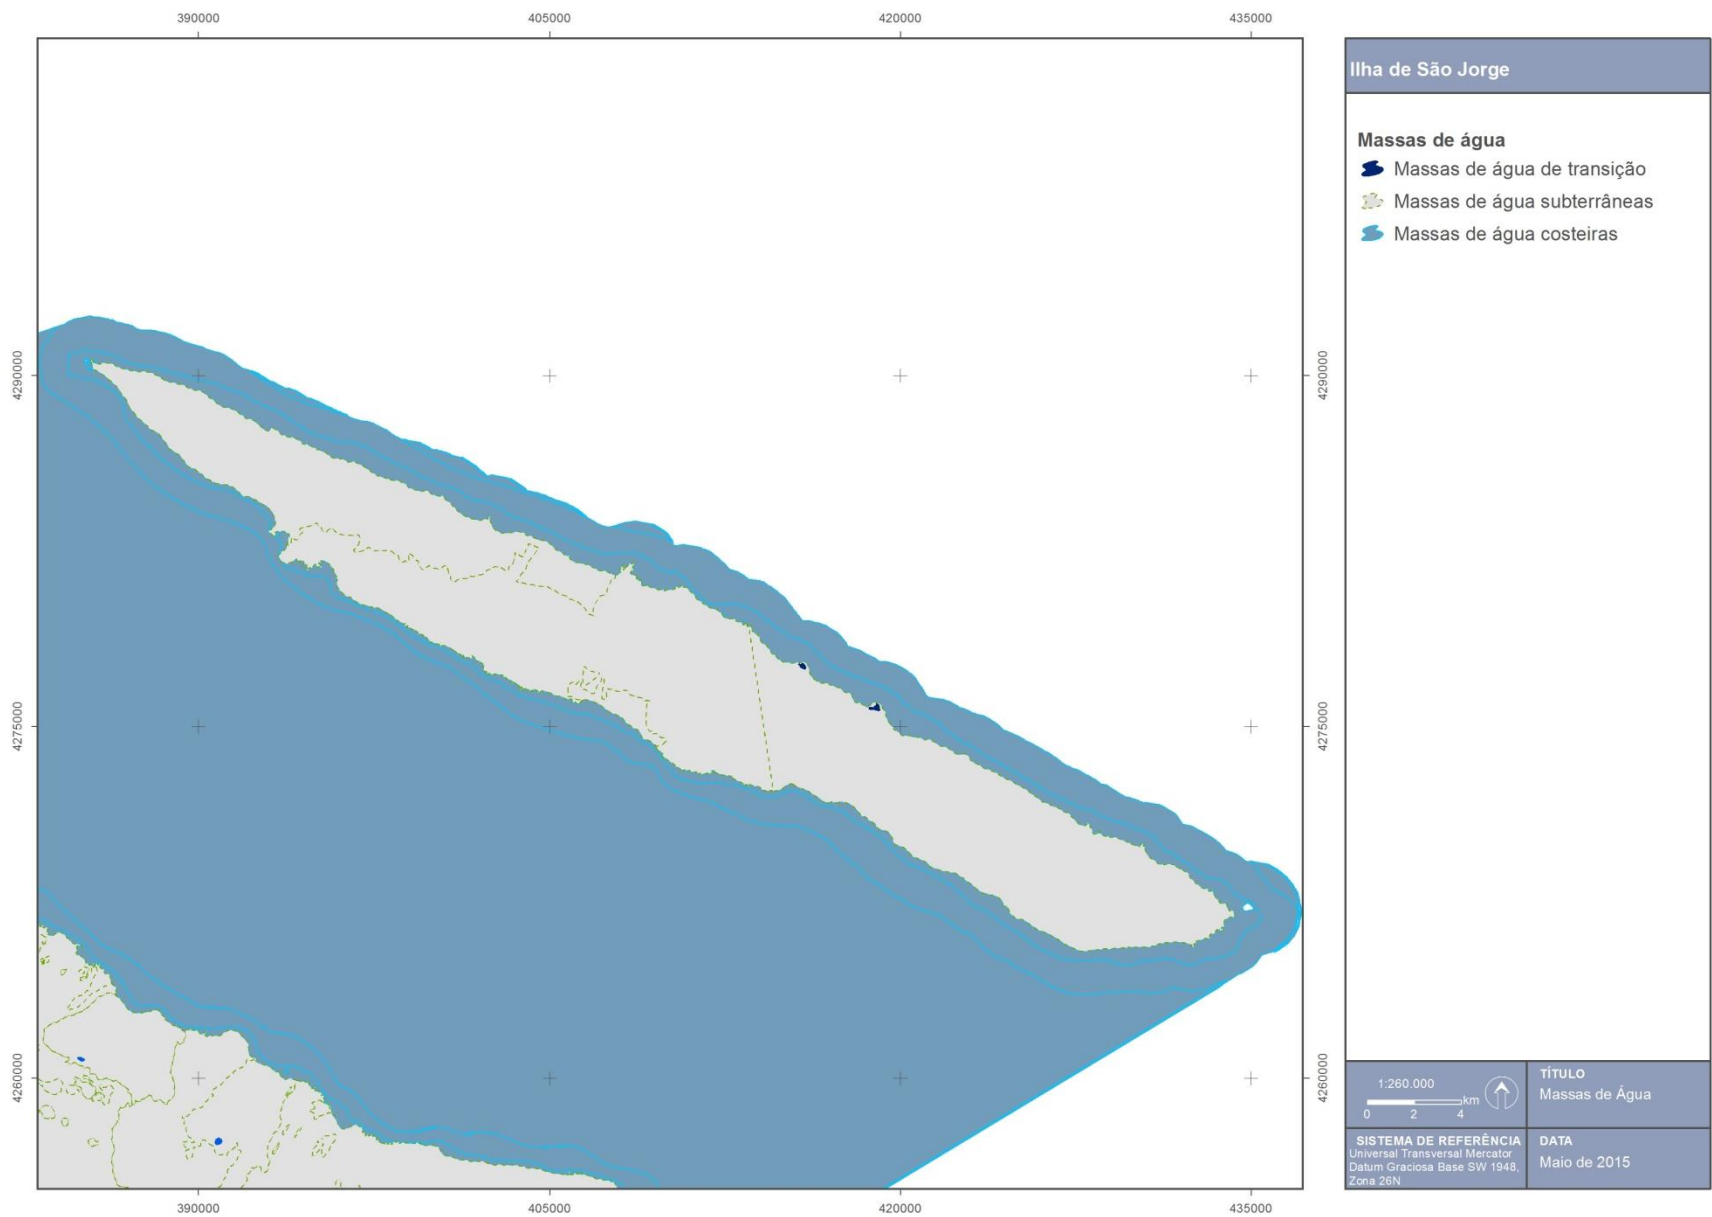 390000
405000
420000
435000
Ilha de São Jorge
Massas de água
Massas de água de transição
Massas de água subterrâneas
Massas de água costeiras
4290000
4290000
4275000
4275000
4260000
4260000
1:260.000
km
0 2 4
TÍTULO
Massas de Água
SISTEMA DE REFERÊNCIA
Universal Transversal Mercator
Datum Graciosa Base SW 1948,
Zona 26N
DATA
Maio de 2015
390000
405000
420000
435000